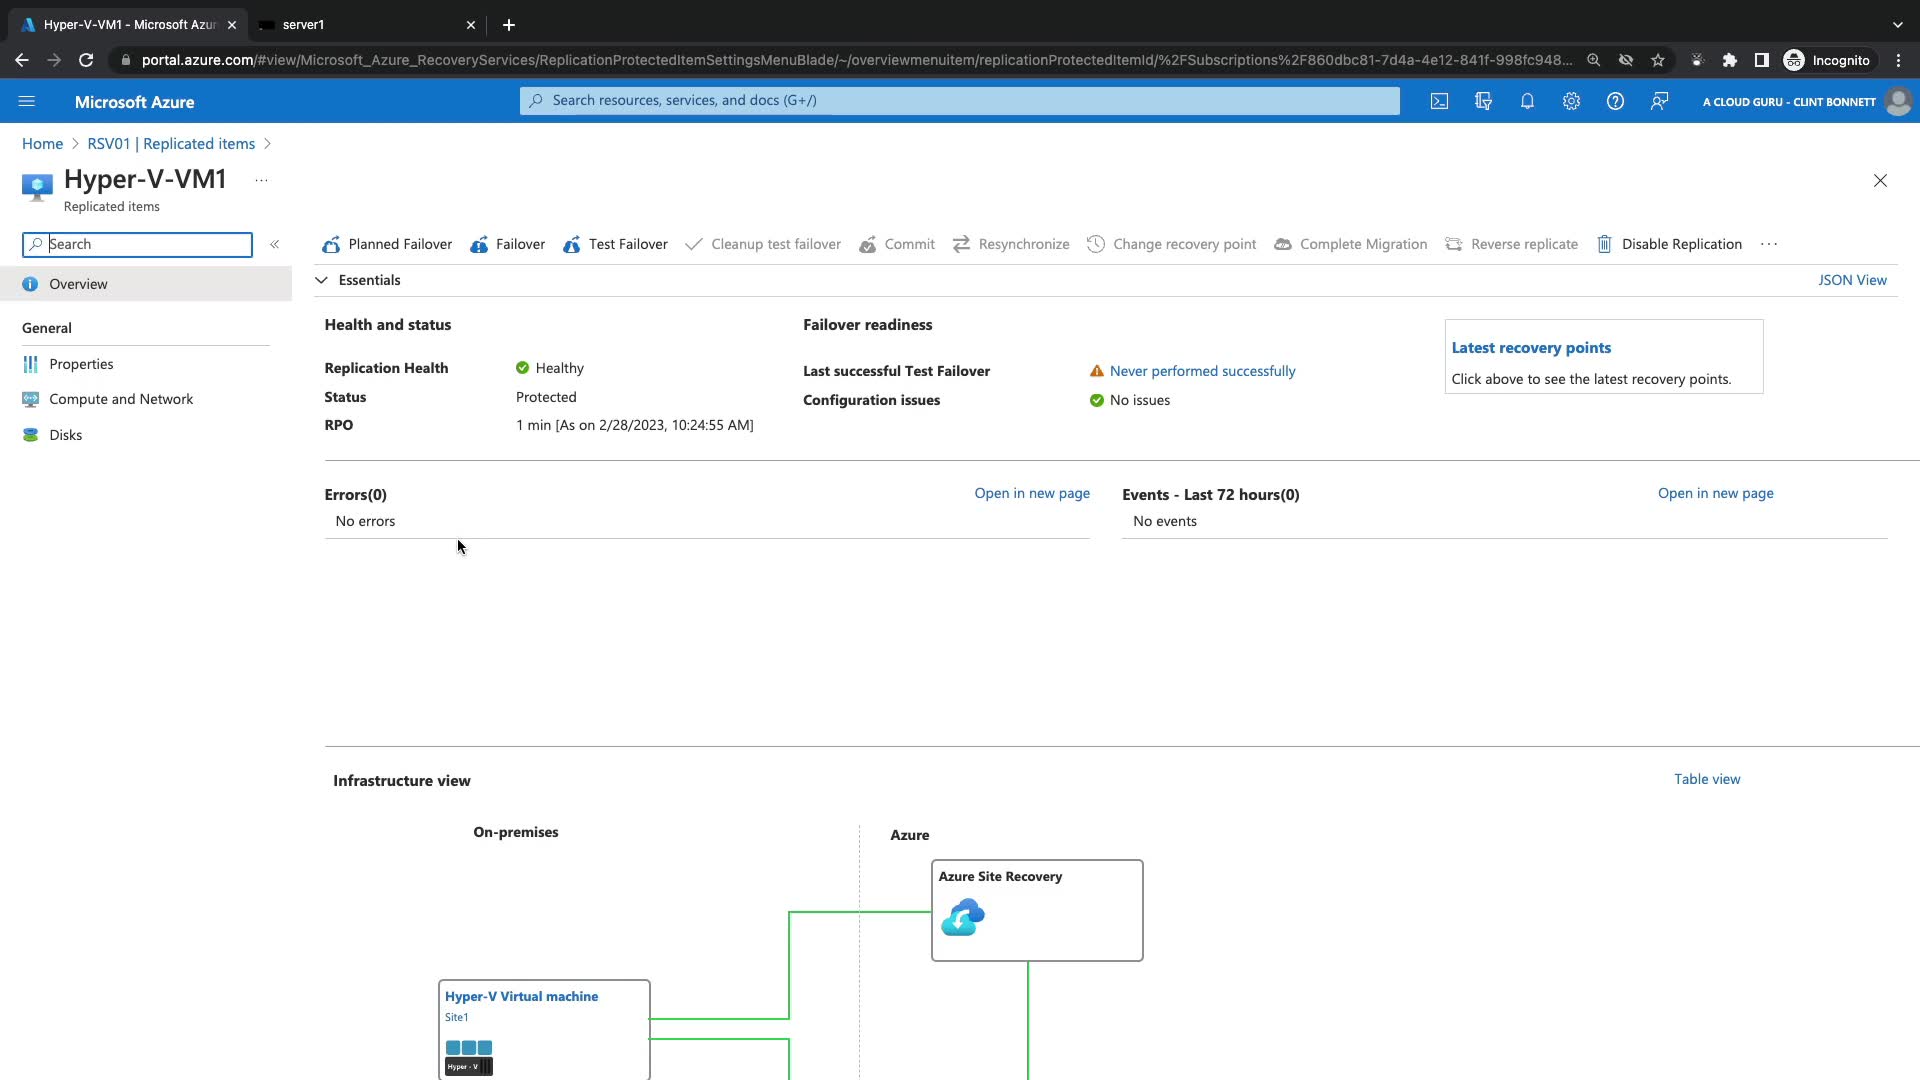 Hyper-V-VM1 - Microsoft Azur
server1
portal.azure.com/#view/Microsoft_Azure_RecoveryServices/ReplicationProtectedItemSettingsMenuBlade/~/overviewmenuitem/replicationProtectedItemId/%2FSubscriptions%2F860dbc81-7d4a-4e12-841f-998fc948...
Incognito
Microsoft Azure
Search resources, services, and docs (G+/)
A CLOUD GURU - CLINT BONNETT
Home > RSV01 | Replicated items >
Hyper-V-VM1 ...
Replicated items
Search
«
Planned Failover
Failover
Test Failover
Cleanup test failover
Commit
Resynchronize
Change recovery point
Complete Migration
Reverse replicate
Disable Replication
...
Overview
General
Properties
Compute and Network
Disks
Essentials
JSON View
Health and status
Replication Health Healthy
Status Protected
RPO 1 min [As on 2/28/2023, 10:24:55 AM]
Failover readiness
Last successful Test Failover Never performed successfully
Configuration issues No issues
Latest recovery points
Click above to see the latest recovery points.
Errors(0)
Open in new page
No errors
Events - Last 72 hours(0)
Open in new page
No events
Infrastructure view
Table view
On-premises
Azure
Azure Site Recovery
Hyper-V Virtual machine
Site1
Hyper - V